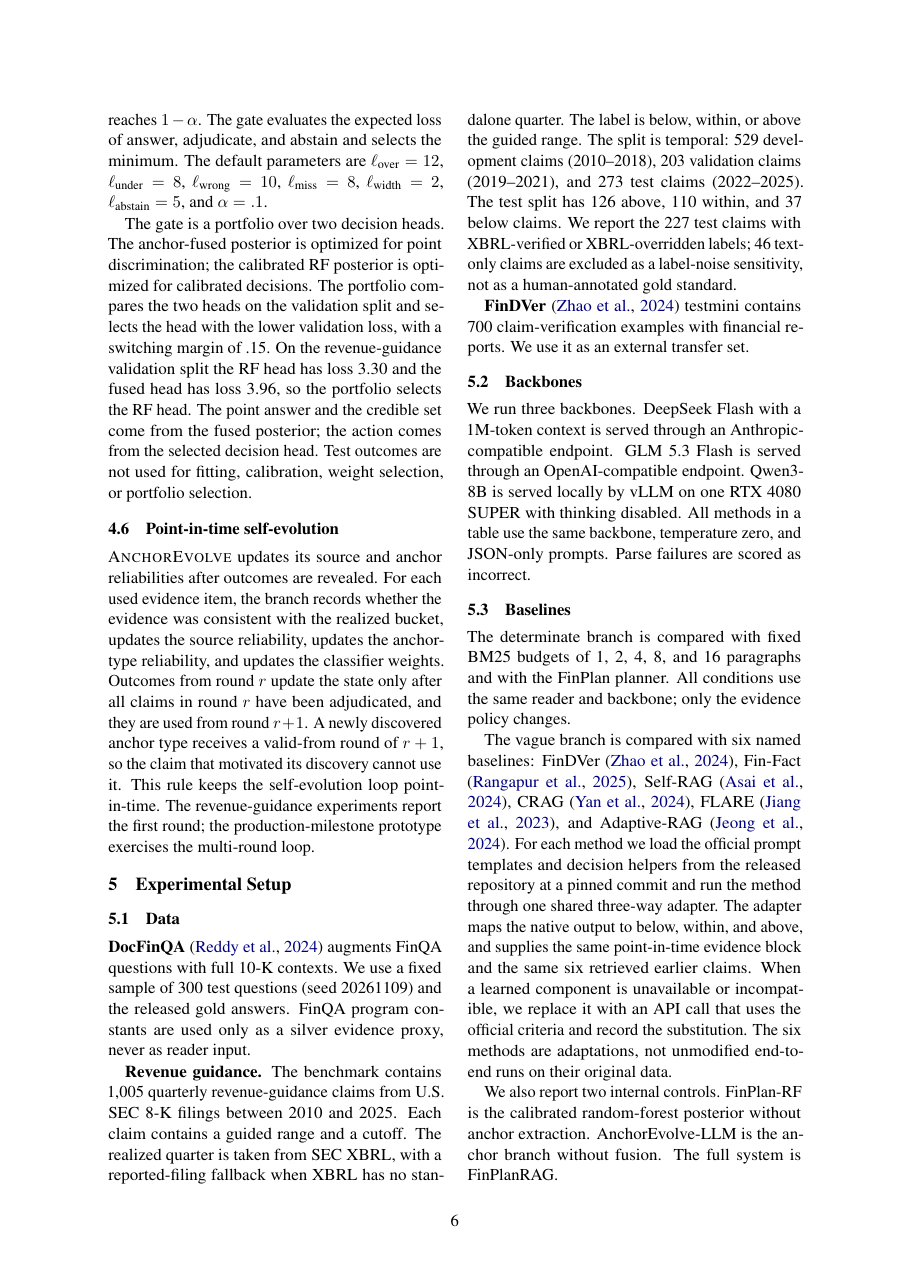 reaches 1 − α. The gate evaluates the expected loss
of answer, adjudicate, and abstain and selects the
minimum. The default parameters are ℓover = 12,
ℓunder = 8, ℓwrong = 10, ℓmiss = 8, ℓwidth = 2,
ℓabstain = 5, and α = .1.
The gate is a portfolio over two decision heads.
The anchor-fused posterior is optimized for point
discrimination; the calibrated RF posterior is opti-
mized for calibrated decisions. The portfolio com-
pares the two heads on the validation split and se-
lects the head with the lower validation loss, with a
switching margin of .15. On the revenue-guidance
validation split the RF head has loss 3.30 and the
fused head has loss 3.96, so the portfolio selects
the RF head. The point answer and the credible set
come from the fused posterior; the action comes
from the selected decision head. Test outcomes are
not used for fitting, calibration, weight selection,
or portfolio selection.
4.6 Point-in-time self-evolution
ANCHOREVOLVE updates its source and anchor
reliabilities after outcomes are revealed. For each
used evidence item, the branch records whether the
evidence was consistent with the realized bucket,
updates the source reliability, updates the anchor-
type reliability, and updates the classifier weights.
Outcomes from round r update the state only after
all claims in round r have been adjudicated, and
they are used from round r+1. A newly discovered
anchor type receives a valid-from round of r + 1,
so the claim that motivated its discovery cannot use
it. This rule keeps the self-evolution loop point-
in-time. The revenue-guidance experiments report
the first round; the production-milestone prototype
exercises the multi-round loop.
5 Experimental Setup
5.1 Data
DocFinQA (Reddy et al., 2024) augments FinQA
questions with full 10-K contexts. We use a fixed
sample of 300 test questions (seed 20261109) and
the released gold answers. FinQA program con-
stants are used only as a silver evidence proxy,
never as reader input.
Revenue guidance. The benchmark contains
1,005 quarterly revenue-guidance claims from U.S.
SEC 8-K filings between 2010 and 2025. Each
claim contains a guided range and a cutoff. The
realized quarter is taken from SEC XBRL, with a
reported-filing fallback when XBRL has no stan-
dalone quarter. The label is below, within, or above
the guided range. The split is temporal: 529 devel-
opment claims (2010–2018), 203 validation claims
(2019–2021), and 273 test claims (2022–2025).
The test split has 126 above, 110 within, and 37
below claims. We report the 227 test claims with
XBRL-verified or XBRL-overridden labels; 46 text-
only claims are excluded as a label-noise sensitivity,
not as a human-annotated gold standard.
FinDVer (Zhao et al., 2024) testmini contains
700 claim-verification examples with financial re-
ports. We use it as an external transfer set.
5.2 Backbones
We run three backbones. DeepSeek Flash with a
1M-token context is served through an Anthropic-
compatible endpoint. GLM 5.3 Flash is served
through an OpenAI-compatible endpoint. Qwen3-
8B is served locally by vLLM on one RTX 4080
SUPER with thinking disabled. All methods in a
table use the same backbone, temperature zero, and
JSON-only prompts. Parse failures are scored as
incorrect.
5.3 Baselines
The determinate branch is compared with fixed
BM25 budgets of 1, 2, 4, 8, and 16 paragraphs
and with the FinPlan planner. All conditions use
the same reader and backbone; only the evidence
policy changes.
The vague branch is compared with six named
baselines: FinDVer (Zhao et al., 2024), Fin-Fact
(Rangapur et al., 2025), Self-RAG (Asai et al.,
2024), CRAG (Yan et al., 2024), FLARE (Jiang
et al., 2023), and Adaptive-RAG (Jeong et al.,
2024). For each method we load the official prompt
templates and decision helpers from the released
repository at a pinned commit and run the method
through one shared three-way adapter. The adapter
maps the native output to below, within, and above,
and supplies the same point-in-time evidence block
and the same six retrieved earlier claims. When
a learned component is unavailable or incompat-
ible, we replace it with an API call that uses the
official criteria and record the substitution. The six
methods are adaptations, not unmodified end-to-
end runs on their original data.
We also report two internal controls. FinPlan-RF
is the calibrated random-forest posterior without
anchor extraction. AnchorEvolve-LLM is the an-
chor branch without fusion. The full system is
FinPlanRAG.
6